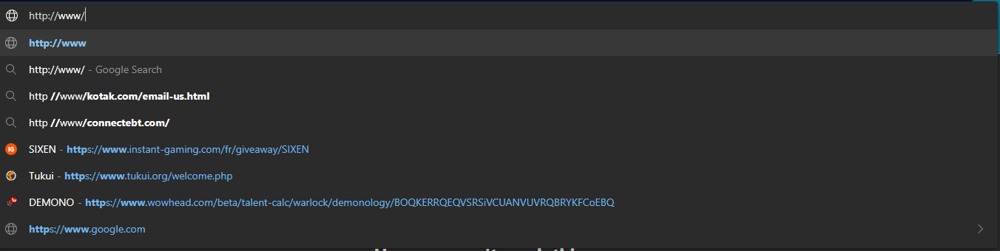 http://www/
http://www
http://www/ - Google Search
http //www/kotak.com/email-us.html
http //www/connectebt.com/
IG SIXEN - https://www.instant-gaming.com/fr/giveaway/SIXEN
Tukui - https://www.tukui.org/welcome.php
DEMONO - https://www.wowhead.com/beta/talent-calc/warlock/demonology/BOQKERRQEQVSRSiVCUANVUVRQBRYKFCoEBQ
https://www.google.com